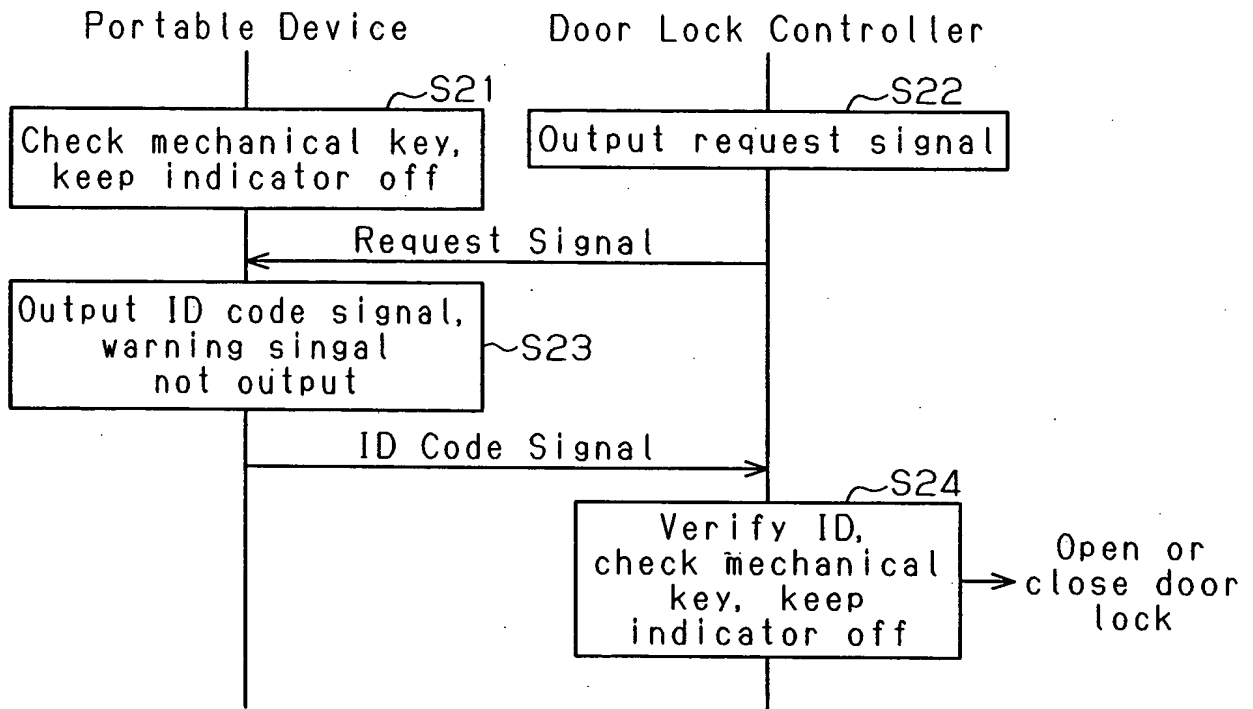 Portable Device
Door Lock Controller
S21
Check mechanical key,
keep indicator off
S22
Output request signal
Request Signal
Output ID code signal,
warning singal
not output
S23
ID Code Signal
S24
Verify ID,
check mechanical
key, keep
indicator off
Open or
close door
lock